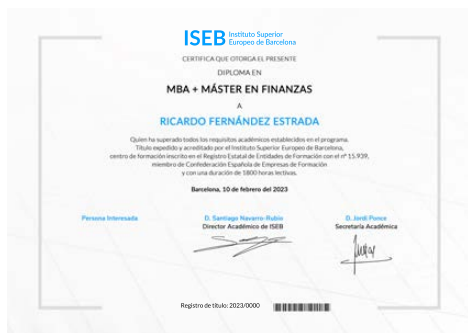 ISEB Instituto Superior
Europeo de Barcelona
CERTIFICA QUE OTORGA EL PRESENTE
DIPLOMA EN
MBA + MÁSTER EN FINANZAS
A
RICARDO FERNÁNDEZ ESTRADA
Quien ha superado todos los requisitos académicos establecidos en el programa.
Título expedido y acreditado por el Instituto Superior Europeo de Barcelona,
centro de formación inscrito en el Registro Estatal de Entidades de Formación con el nº 15.939,
miembro de Confederación Española de Empresas de Formación
y con una duración de 1800 horas lectivas.
Barcelona, 10 de febrero del 2023
Persona Interesada
D. Santiago Navarro-Rubio
Director Académico de ISEB
D. Jordi Ponce
Secretaría Académica
Registro de título: 2023/0000